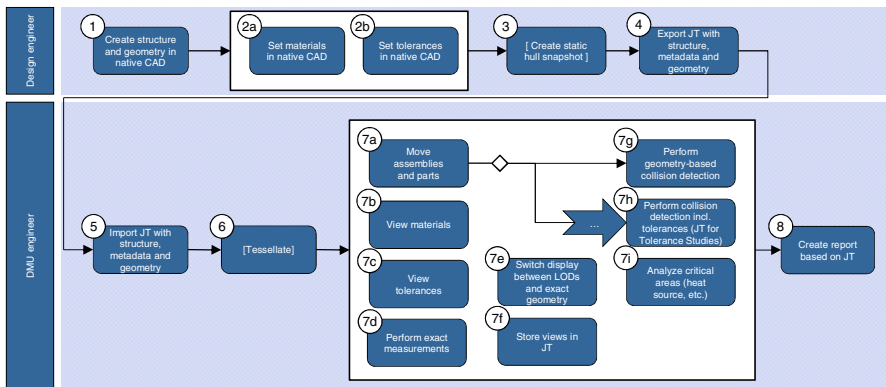 Design engineer
1
Create structure
and geometry in
native CAD
2a
Set materials
in native CAD
2b
Set tolerances
in native CAD
3
[ Create static
hull snapshot ]
4
Export JT with
structure,
metadata and
geometry
DMU engineer
5
Import JT with
structure,
metadata and
geometry
6
[Tessellate]
7a
Move
assemblies
and parts
7b
View materials
7c
View
tolerances
7d
Perform exact
measurements
7e
Switch display
between LODs
and exact
geometry
7f
Store views in
JT
7g
Perform
geometry-based
collision detection
...
7h
Perform collision
detection incl.
tolerances (JT for
Tolerance Studies)
7i
Analyze critical
areas (heat
source, etc.)
8
Create report
based on JT